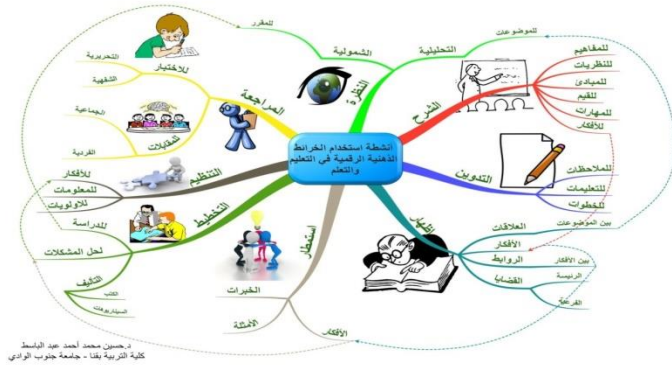 أنشطة استخدام الخرائط
الذهنية الرقمية في التعليم
والتعلم
النظرة
الشمولية
للمقرر
التحليلية
للموضوعات
الشرح
للمفاهيم
للنظريات
للمبادئ
للقيم
للمهارات
للأفكار
التدوين
للملاحظات
للتعليمات
للخطوات
إظهار
العلاقات
بين الموضوعات
الأفكار
الروابط
بين الأفكار
القضايا
الرئيسة
الفرعية
استمطار
الخبرات
الأمثلة
الأفكار
التخطيط
للدراسة
لحل المشكلات
التأليف
الكتب
السيناريوهات
التنظيم
للأفكار
للمعلومات
للأولويات
المراجعة
للاختبار
التحريرية
الشفهية
الجماعية
الفردية
د.حسين محمد أحمد عبد الباسط
كلية التربية بقنا - جامعة جنوب الوادي